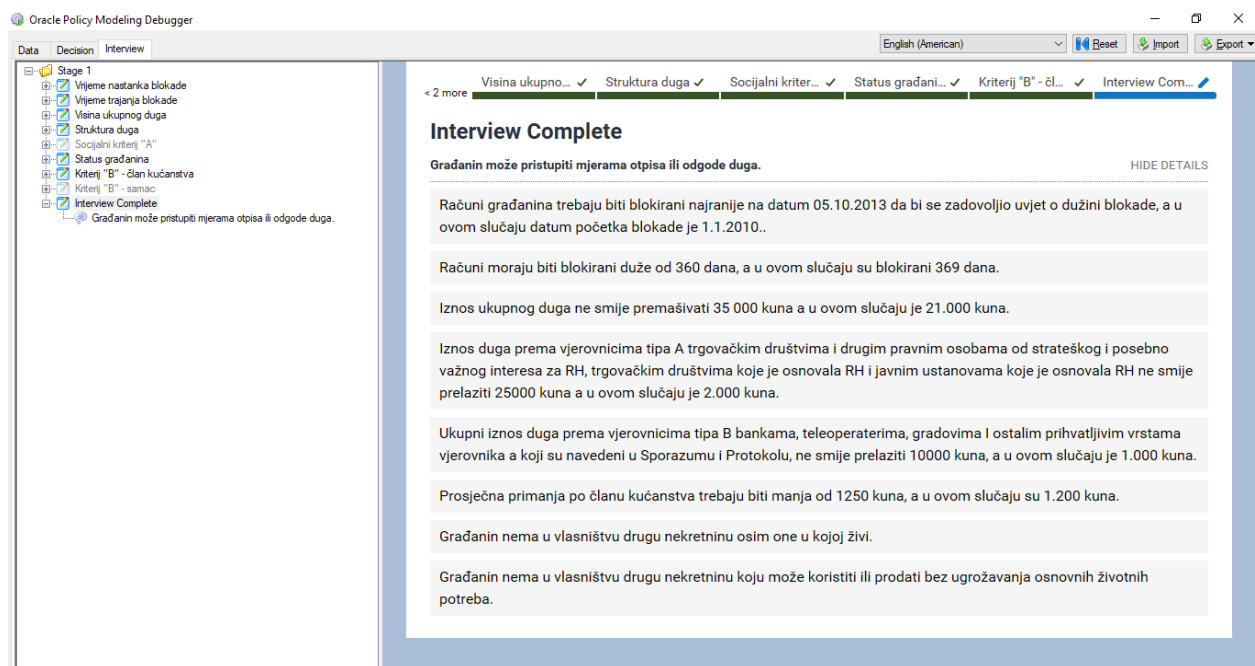 Oracle Policy Modeling Debugger
Data Decision Interview
English (American) Reset Import Export
Stage 1
Vrijeme nastanka blokade
Vrijeme trajanja blokade
Visina ukupnog duga
Struktura duga
Socijalni kriterij "A"
Status građanina
Kriterij "B" - član kućanstva
Kriterij "B" - samac
Interview Complete
Građanin može pristupiti mjerama otpisa ili odgode duga.
< 2 more Visina ukupno... ✓ Struktura duga ✓ Socijalni kriter... ✓ Status građani... ✓ Kriterij "B" - čl... ✓ Interview Com...
Interview Complete
Građanin može pristupiti mjerama otpisa ili odgode duga. HIDE DETAILS
Računi građanina trebaju biti blokirani najranije na datum 05.10.2013 da bi se zadovoljio uvjet o dužini blokade, a u
ovom slučaju datum početka blokade je 1.1.2010..
Računi moraju biti blokirani duže od 360 dana, a u ovom slučaju su blokirani 369 dana.
Iznos ukupnog duga ne smije premašivati 35 000 kuna a u ovom slučaju je 21.000 kuna.
Iznos duga prema vjerovnicima tipa A trgovačkim društvima i drugim pravnim osobama od strateškog i posebno
važnog interesa za RH, trgovačkim društvima koje je osnovala RH i javnim ustanovama koje je osnovala RH ne smije
prelaziti 25000 kuna a u ovom slučaju je 2.000 kuna.
Ukupni iznos duga prema vjerovnicima tipa B bankama, teleoperaterima, gradovima I ostalim prihvatljivim vrstama
vjerovnika a koji su navedeni u Sporazumu i Protokolu, ne smije prelaziti 10000 kuna, a u ovom slučaju je 1.000 kuna.
Prosječna primanja po članu kućanstva trebaju biti manja od 1250 kuna, a u ovom slučaju su 1.200 kuna.
Građanin nema u vlasništvu drugu nekretninu osim one u kojoj živi.
Građanin nema u vlasništvu drugu nekretninu koju može koristiti ili prodati bez ugrožavanja osnovnih životnih
potreba.